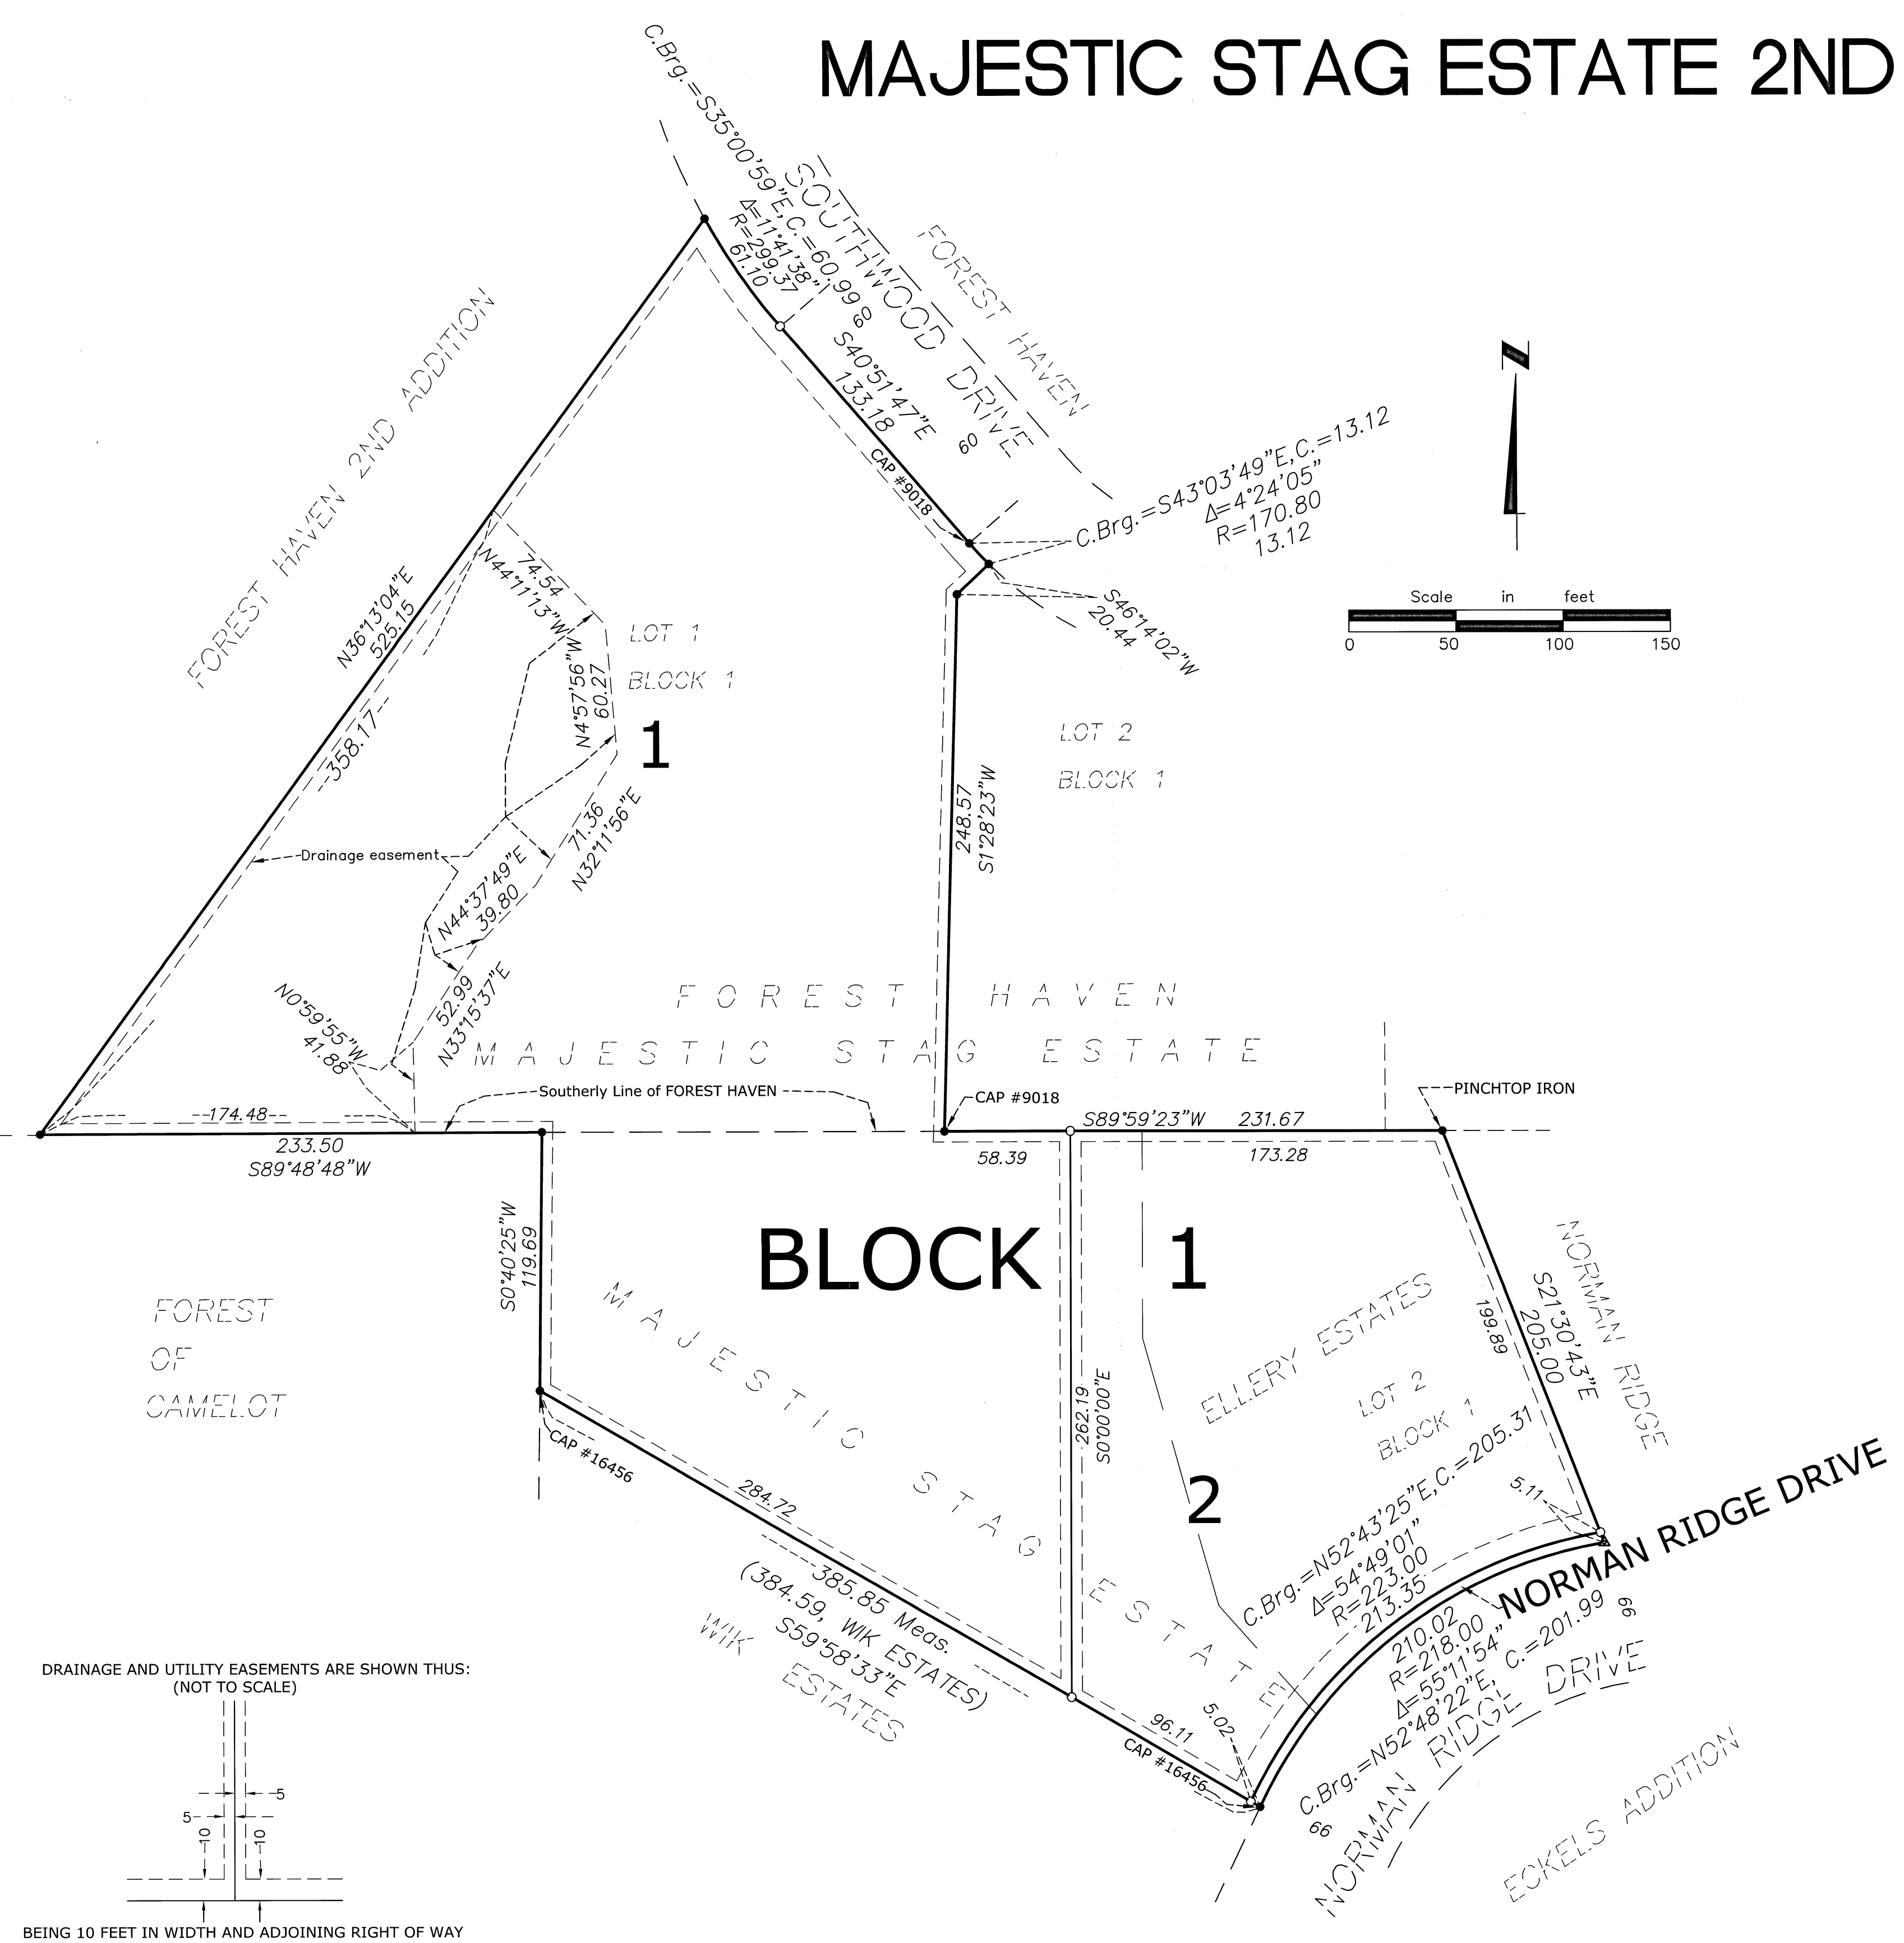 MAJESTIC STAG ESTATE 2ND
C.Brg.=S35°00'59"E,C.=60.99
Δ=11°41'38"
R=299.37
61.10
SOUTHWOOD DRIVE
FOREST HAVEN
60
60
S40°51'47"E
133.18
CAP #9018
C.Brg.=S43°03'49"E,C.=13.12
Δ=4°24'05"
R=170.80
13.12
S46°14'02"W
20.44
N
Scale in feet
0 50 100 150
FOREST HAVEN 2ND ADDITION
N36°13'04"E
525.15
358.17
74.54
N44°11'13"W
N4°57'56"W
60.27
LOT 1
BLOCK 1
1
LOT 2
BLOCK 1
248.57
S1°28'23"W
Drainage easement
71.36
N32°11'56"E
N44°37'49"E
39.80
52.99
N33°15'37"E
N0°59'55"W
41.88
FOREST HAVEN
MAJESTIC STAG ESTATE
Southerly Line of FOREST HAVEN
CAP #9018
PINCHTOP IRON
174.48
233.50
S89°48'48"W
S89°59'23"W 231.67
58.39
173.28
S0°40'25"W
119.69
BLOCK 1
FOREST
OF
CAMELOT
MAJESTIC STAG ESTATE
262.19
S0°00'00"E
ELLERY ESTATES
LOT 2
BLOCK 1
2
199.89
S21°30'43"E
205.00
NORMAN RIDGE
CAP #16456
284.72
385.85 Meas.
(384.59, WIK ESTATES)
S59°58'33"E
WIK
ESTATES
C.Brg.=N52°43'25"E,C.=205.31
Δ=54°49'01"
R=223.00
213.35
5.11
NORMAN RIDGE DRIVE
210.02
R=218.00
Δ=55°11'54"
C.Brg.=N52°48'22"E, C.=201.99
66
66
NORMAN RIDGE DRIVE
96.11
5.02
CAP #16456
ECKELS ADDITION
DRAINAGE AND UTILITY EASEMENTS ARE SHOWN THUS:
(NOT TO SCALE)
5
5
10
10
BEING 10 FEET IN WIDTH AND ADJOINING RIGHT OF WAY